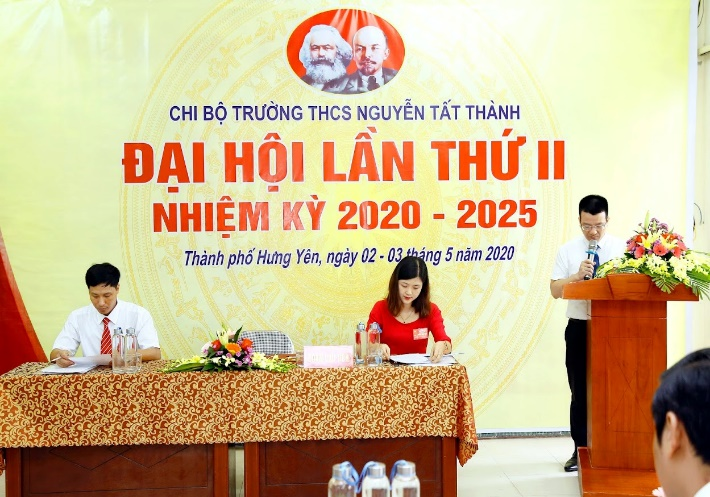 CHI BỘ TRƯỜNG THCS NGUYỄN TẤT THÀNH
ĐẠI HỘI LẦN THỨ II
NHIỆM KỲ 2020 - 2025
Thành phố Hưng Yên, ngày 02 - 03 tháng 5 năm 2020